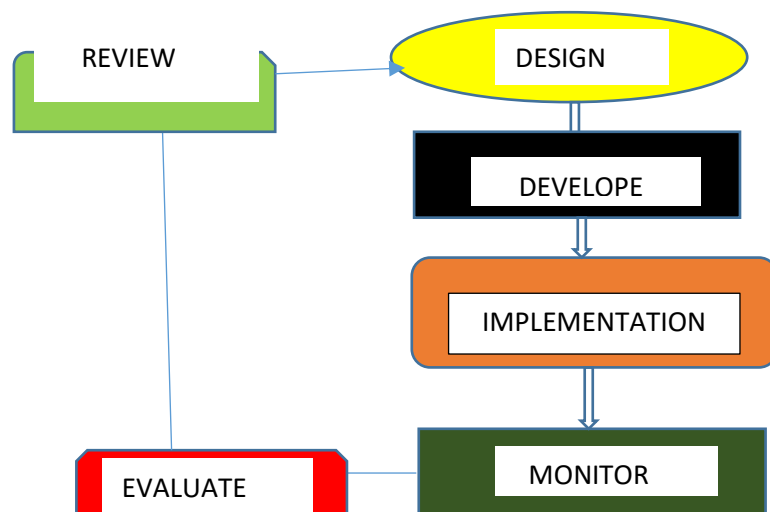 REVIEW
DESIGN
DEVELOPE
IMPLEMENTATION
MONITOR
EVALUATE